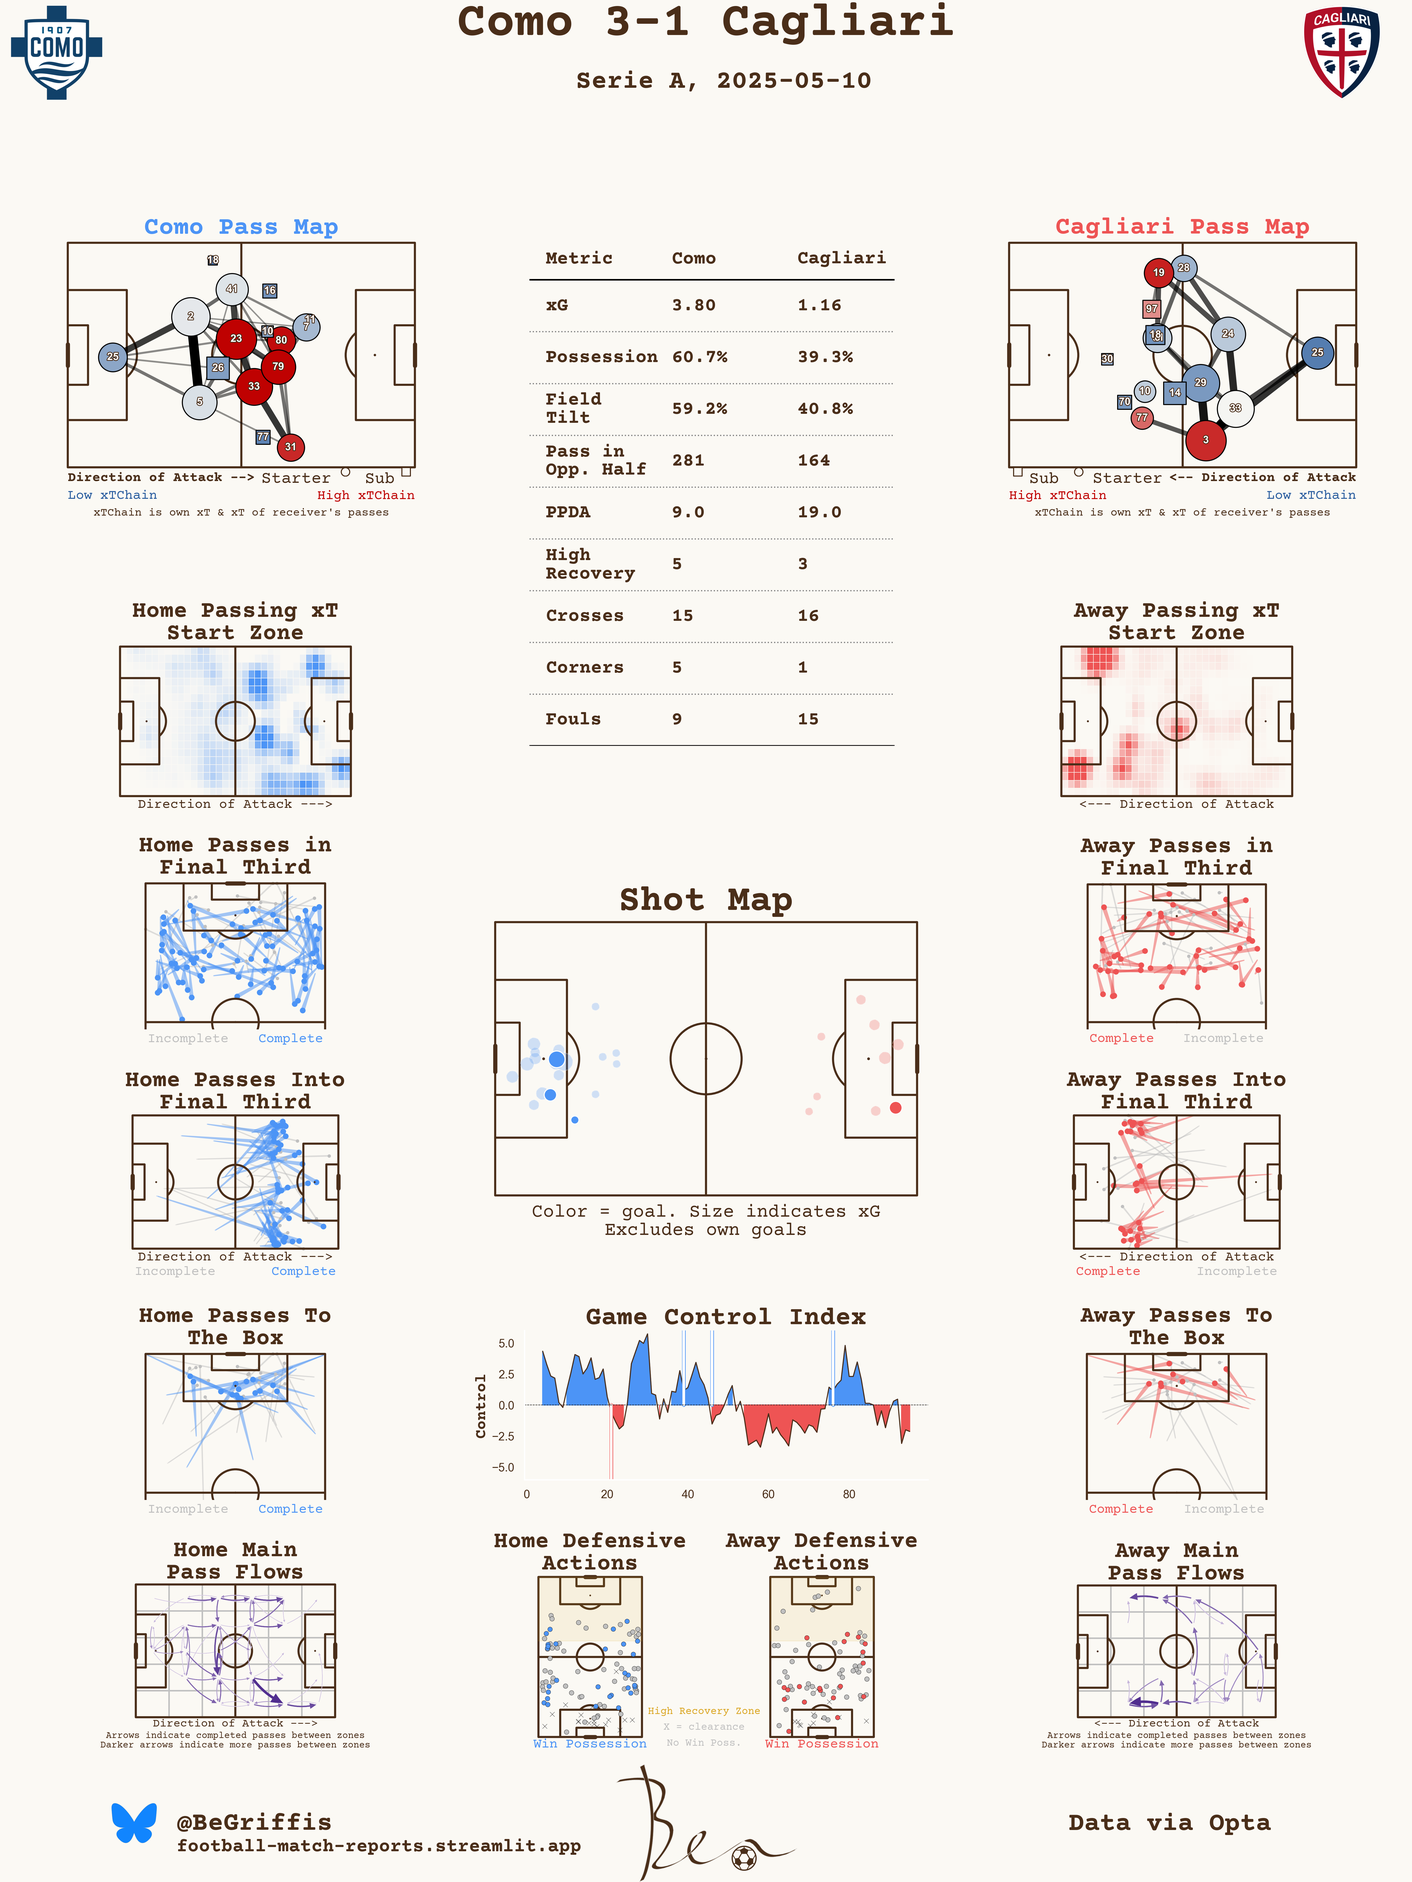 Como 3-1 Cagliari
Serie A, 2025-05-10
1907
COMO
CAGLIARI
Como Pass Map
18
41
16
2
11
7
10
23
80
25
26
79
33
5
77
31
Direction of Attack --> Starter Sub
Low xTChain High xTChain
xTChain is own xT & xT of receiver's passes
Metric Como Cagliari
xG 3.80 1.16
Possession 60.7% 39.3%
Field
Tilt 59.2% 40.8%
Pass in
Opp. Half 281 164
PPDA 9.0 19.0
High
Recovery 5 3
Crosses 15 16
Corners 5 1
Fouls 9 15
Cagliari Pass Map
19
28
97
18
24
30
25
29
10
14
70
33
77
3
Sub Starter <-- Direction of Attack
High xTChain Low xTChain
xTChain is own xT & xT of receiver's passes
Home Passing xT
Start Zone
Direction of Attack --->
Away Passing xT
Start Zone
<--- Direction of Attack
Home Passes in
Final Third
Incomplete Complete
Away Passes in
Final Third
Complete Incomplete
Shot Map
Color = goal. Size indicates xG
Excludes own goals
Home Passes Into
Final Third
Direction of Attack --->
Incomplete Complete
Away Passes Into
Final Third
<--- Direction of Attack
Complete Incomplete
Home Passes To
The Box
Incomplete Complete
Game Control Index
Control
5.0
2.5
0.0
−2.5
−5.0
0 20 40 60 80
Away Passes To
The Box
Complete Incomplete
Home Main
Pass Flows
Direction of Attack --->
Arrows indicate completed passes between zones
Darker arrows indicate more passes between zones
Home Defensive
Actions
Win Possession
High Recovery Zone
X = clearance
No Win Poss.
Away Defensive
Actions
Win Possession
Away Main
Pass Flows
<--- Direction of Attack
Arrows indicate completed passes between zones
Darker arrows indicate more passes between zones
@BeGriffis
football-match-reports.streamlit.app
Ben
Data via Opta